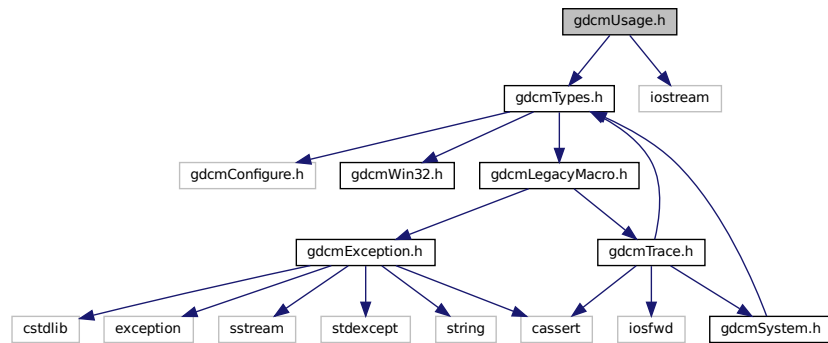 gdcmUsage.h
gdcmTypes.h
iostream
gdcmConfigure.h
gdcmWin32.h
gdcmLegacyMacro.h
gdcmException.h
gdcmTrace.h
cstdlib
exception
sstream
stdexcept
string
cassert
iosfwd
gdcmSystem.h